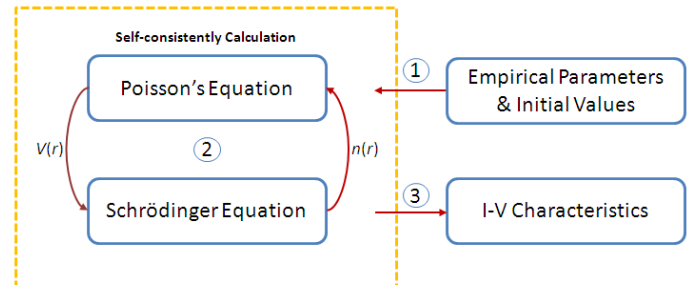 Self-consistently Calculation
Poisson's Equation
1
Empirical Parameters
& Initial Values
V(r)
2
n(r)
Schrödinger Equation
3
I-V Characteristics